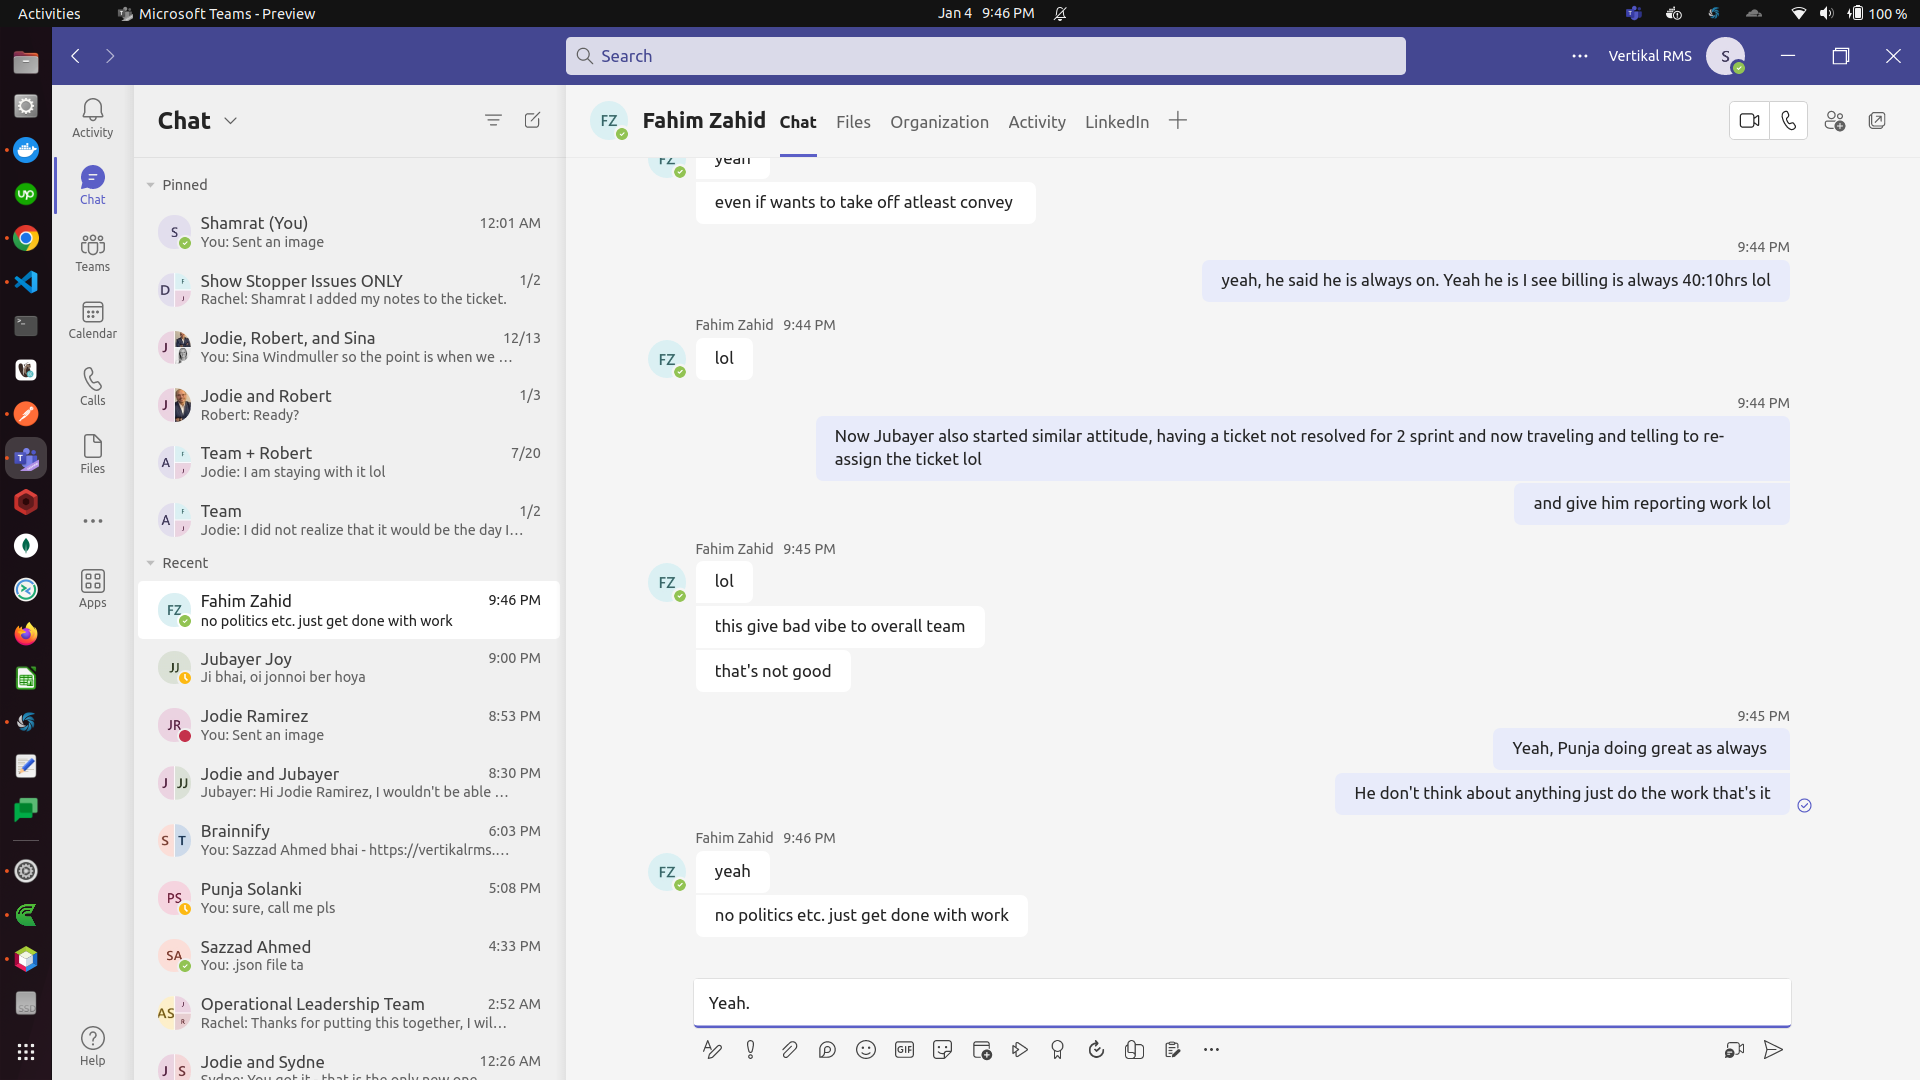 Activities
Microsoft Teams - Preview
Jan 4 9:46 PM
100 %
Search
Vertikal RMS
S
Activity
Chat
Teams
Calendar
Calls
Files
Apps
Help
Chat
Pinned
S
Shamrat (You)
12:01 AM
You: Sent an image
D
F
J
Show Stopper Issues ONLY
1/2
Rachel: Shamrat I added my notes to the ticket.
J
Jodie, Robert, and Sina
12/13
You: Sina Windmuller so the point is when we ...
J
Jodie and Robert
1/3
Robert: Ready?
A
F
J
Team + Robert
7/20
Jodie: I am staying with it lol
A
F
J
Team
1/2
Jodie: I did not realize that it would be the day I...
Recent
FZ
Fahim Zahid
9:46 PM
no politics etc. just get done with work
JJ
Jubayer Joy
9:00 PM
Ji bhai, oi jonnoi ber hoya
JR
Jodie Ramirez
8:53 PM
You: Sent an image
J
JJ
Jodie and Jubayer
8:30 PM
Jubayer: Hi Jodie Ramirez, I wouldn't be able ...
S
T
Brainnify
6:03 PM
You: Sazzad Ahmed bhai - https://vertikalrms....
PS
Punja Solanki
5:08 PM
You: sure, call me pls
SA
Sazzad Ahmed
4:33 PM
You: .json file ta
AS
J
R
Operational Leadership Team
2:52 AM
Rachel: Thanks for putting this together, I wil...
J
S
Jodie and Sydne
12:26 AM
Sydne: You got it - that is the only new one
FZ
Fahim Zahid
Chat
Files
Organization
Activity
LinkedIn
FZ
yeah
even if wants to take off atleast convey
9:44 PM
yeah, he said he is always on. Yeah he is I see billing is always 40:10hrs lol
Fahim Zahid 9:44 PM
FZ
lol
9:44 PM
Now Jubayer also started similar attitude, having a ticket not resolved for 2 sprint and now traveling and telling to re-
assign the ticket lol
and give him reporting work lol
Fahim Zahid 9:45 PM
FZ
lol
this give bad vibe to overall team
that's not good
9:45 PM
Yeah, Punja doing great as always
He don't think about anything just do the work that's it
Fahim Zahid 9:46 PM
FZ
yeah
no politics etc. just get done with work
Yeah.
GIF